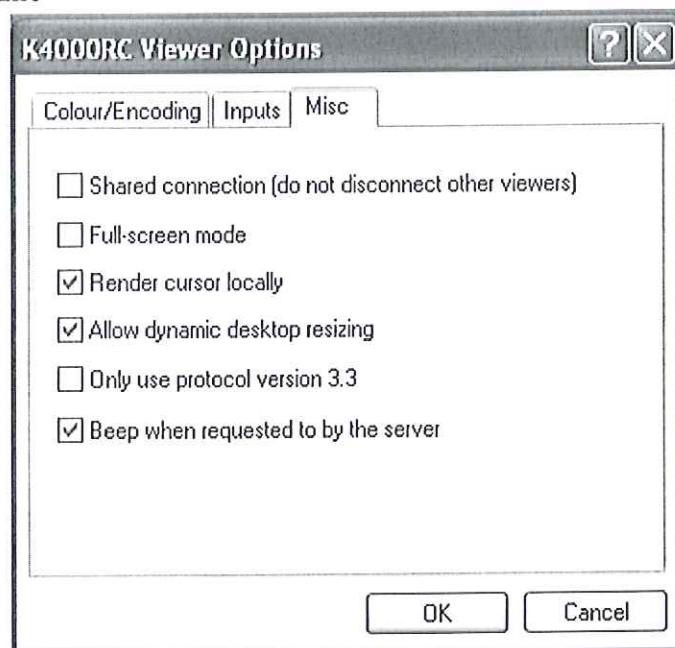 K4000RC Viewer Options
Colour/Encoding Inputs Misc
Shared connection (do not disconnect other viewers)
Full-screen mode
Render cursor locally
Allow dynamic desktop resizing
Only use protocol version 3.3
Beep when requested to by the server
OK Cancel